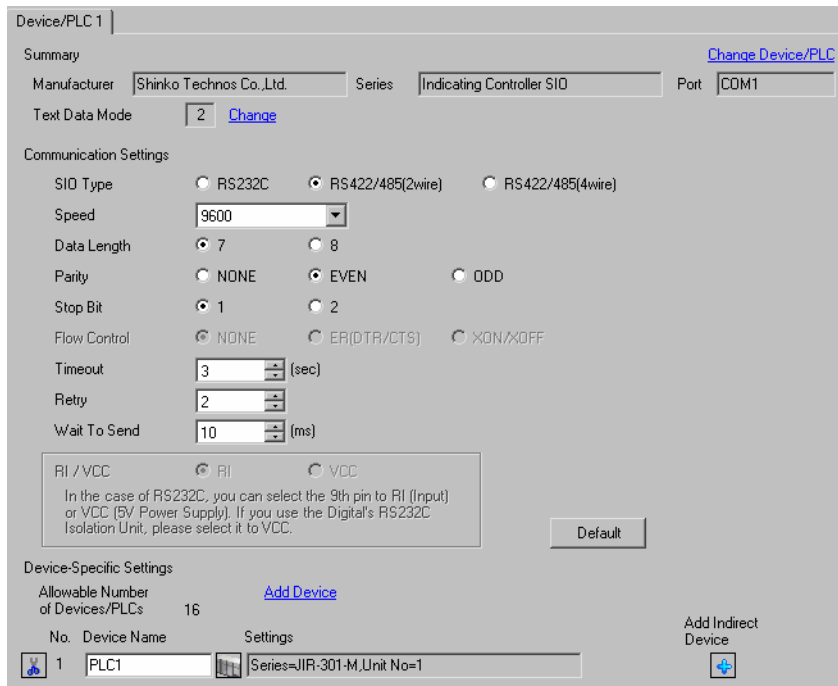 Device/PLC 1
Summary Change Device/PLC
Manufacturer Shinko Technos Co.,Ltd. Series Indicating Controller SIO Port COM1
Text Data Mode 2 Change
Communication Settings
SIO Type RS232C RS422/485(2wire) RS422/485(4wire)
Speed 9600
Data Length 7 8
Parity NONE EVEN ODD
Stop Bit 1 2
Flow Control NONE ER(DTR/CTS) XON/XOFF
Timeout 3 (sec)
Retry 2
Wait To Send 10 (ms)
RI / VCC RI VCC
In the case of RS232C, you can select the 9th pin to RI (Input)
or VCC (5V Power Supply). If you use the Digital's RS232C
Isolation Unit, please select it to VCC.
Default
Device-Specific Settings
Allowable Number Add Device
of Devices/PLCs 16
Add Indirect
No. Device Name Settings Device
1 PLC1 Series=JIR-301-M,Unit No=1